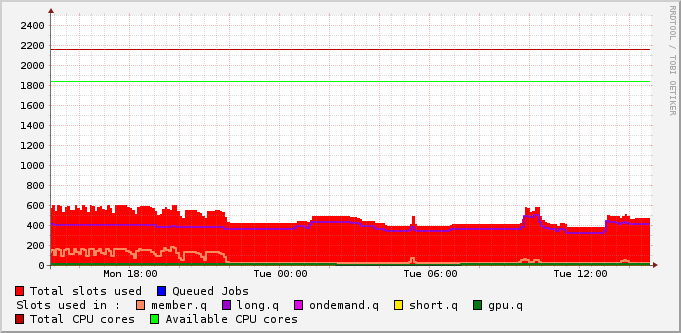 RRDTOOL / TOBI OETIKER
2400
2200
2000
1800
1600
1400
1200
1000
800
600
400
200
0
Mon 18:00 Tue 00:00 Tue 06:00 Tue 12:00
Total slots used Queued Jobs
Slots used in : member.q long.q ondemand.q short.q gpu.q
Total CPU cores Available CPU cores